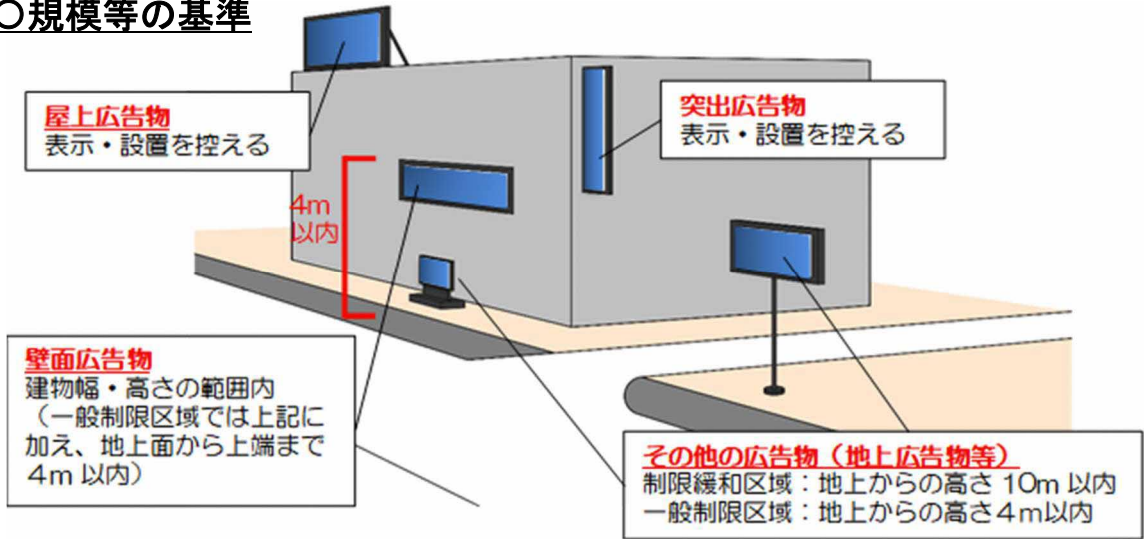 〇規模等の基準
屋上広告物
表示・設置を控える
突出広告物
表示・設置を控える
4m
以内
壁面広告物
建物幅・高さの範囲内
（一般制限区域では上記に
加え、地上面から上端まで
4m 以内）
その他の広告物（地上広告物等）
制限緩和区域：地上からの高さ 10m 以内
一般制限区域：地上からの高さ4m以内